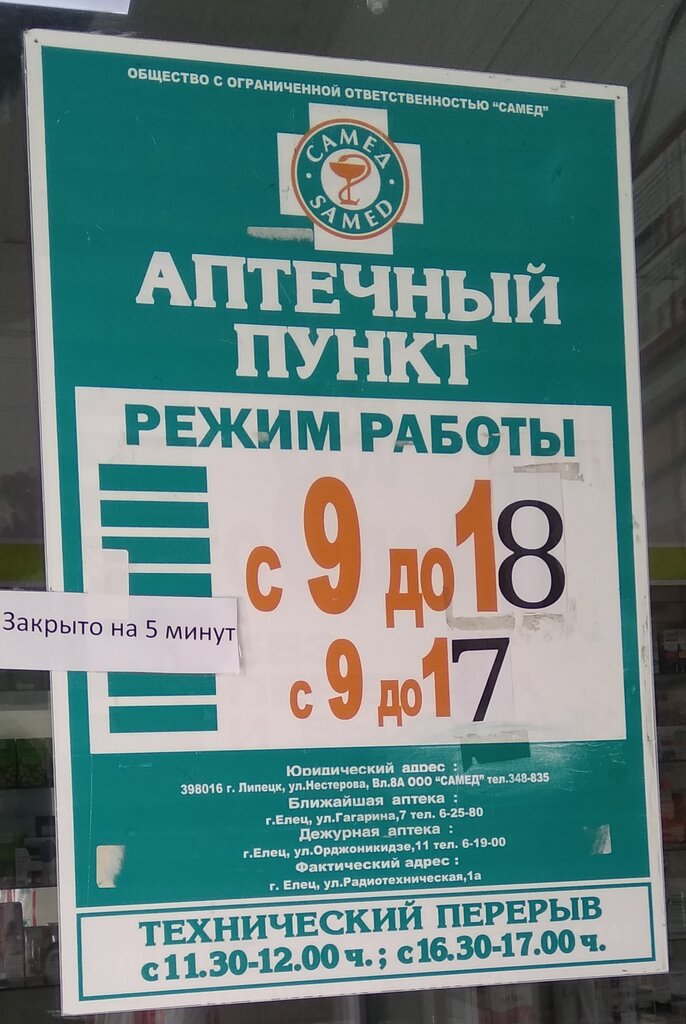 ОБЩЕСТВО С ОГРАНИЧЕННОЙ ОТВЕТСТВЕННОСТЬЮ "САМЕД"
САМЕД
SAMED
АПТЕЧНЫЙ
ПУНКТ
РЕЖИМ РАБОТЫ
с 9 до 18
Закрыто на 5 минут
с 9 до 17
Юридический адрес :
398016 г. Липецк, ул.Нестерова, Вл.8А ООО "САМЕД" тел.348-835
Ближайшая аптека :
г.Елец, ул.Гагарина,7 тел. 6-25-80
Дежурная аптека :
г.Елец, ул.Орджоникидзе,11 тел. 6-19-00
Фактический адрес :
г. Елец, ул.Радиотехническая,1а
ТЕХНИЧЕСКИЙ ПЕРЕРЫВ
с 11.30-12.00 ч. ; с 16.30-17.00 ч.